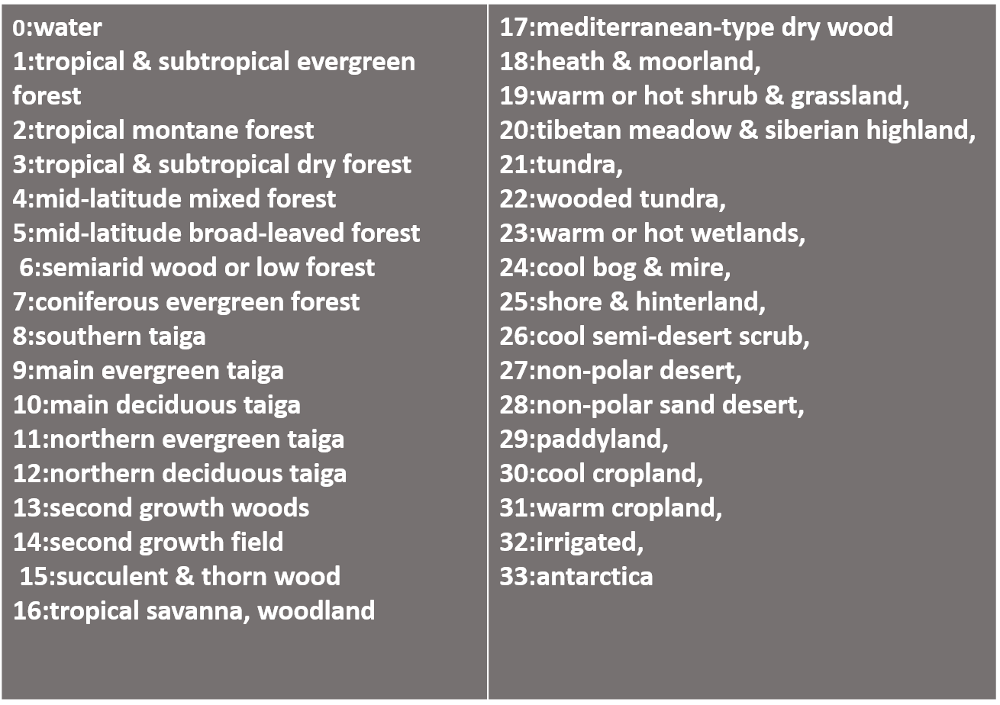 0:water
1:tropical & subtropical evergreen
forest
2:tropical montane forest
3:tropical & subtropical dry forest
4:mid-latitude mixed forest
5:mid-latitude broad-leaved forest
6:semiarid wood or low forest
7:coniferous evergreen forest
8:southern taiga
9:main evergreen taiga
10:main deciduous taiga
11:northern evergreen taiga
12:northern deciduous taiga
13:second growth woods
14:second growth field
15:succulent & thorn wood
16:tropical savanna, woodland
17:mediterranean-type dry wood
18:heath & moorland,
19:warm or hot shrub & grassland,
20:tibetan meadow & siberian highland,
21:tundra,
22:wooded tundra,
23:warm or hot wetlands,
24:cool bog & mire,
25:shore & hinterland,
26:cool semi-desert scrub,
27:non-polar desert,
28:non-polar sand desert,
29:paddyland,
30:cool cropland,
31:warm cropland,
32:irrigated,
33:antarctica